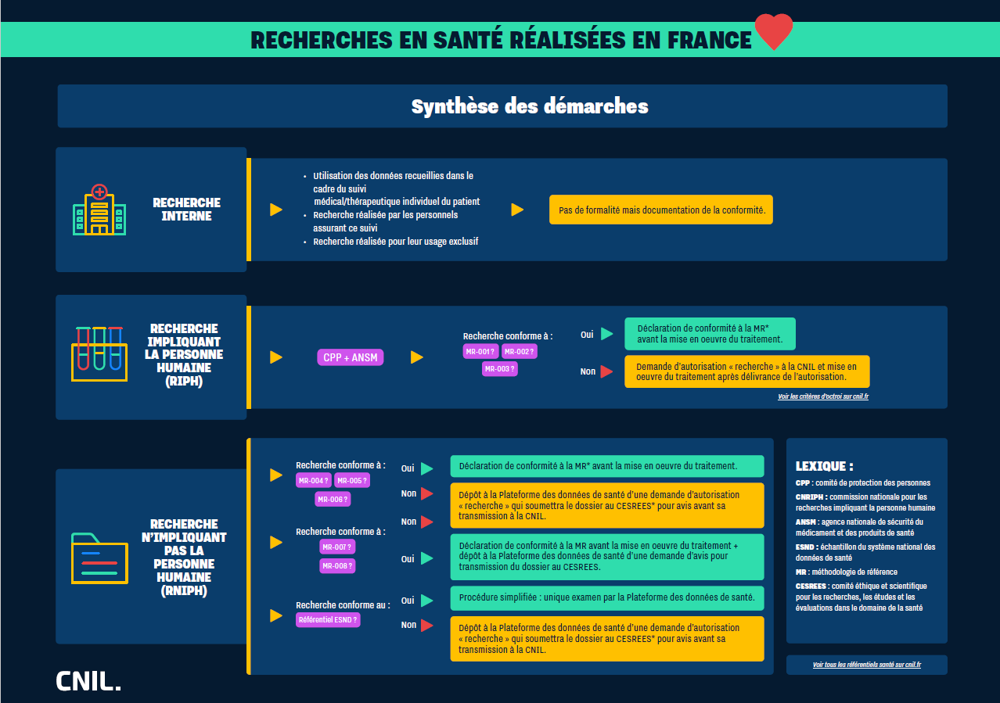 RECHERCHES EN SANTÉ RÉALISÉES EN FRANCE
Synthèse des démarches
RECHERCHE
INTERNE
• Utilisation des données recueillies dans le
cadre du suivi
médical/thérapeutique individuel du patient
• Recherche réalisée par les personnels
assurant ce suivi
• Recherche réalisée pour leur usage exclusif
Pas de formalité mais documentation de la conformité.
RECHERCHE
IMPLIQUANT
LA PERSONNE
HUMAINE
(RIPH)
CPP + ANSM
Recherche conforme à :
MR-001 ? MR-002 ?
MR-003 ?
Oui
Déclaration de conformité à la MR*
avant la mise en oeuvre du traitement.
Non
Demande d'autorisation « recherche » à la CNIL et mise en
oeuvre du traitement après délivrance de l'autorisation.
Voir les critères d'octroi sur cnil.fr
RECHERCHE
N'IMPLIQUANT
PAS LA
PERSONNE
HUMAINE
(RNIPH)
Recherche conforme à :
MR-004 ? MR-005 ?
MR-006 ?
Oui
Déclaration de conformité à la MR* avant la mise en oeuvre du traitement.
Non
Dépôt à la Plateforme des données de santé d'une demande d'autorisation
« recherche » qui soumettra le dossier au CESREES* pour avis avant sa
transmission à la CNIL.
Non
Recherche conforme à :
MR-007 ?
MR-008 ?
Oui
Déclaration de conformité à la MR avant la mise en oeuvre du traitement +
dépôt à la Plateforme des données de santé d'une demande d'avis pour
transmission du dossier au CESREES.
Recherche conforme au :
Référentiel ESND ?
Oui
Procédure simplifiée : unique examen par la Plateforme des données de santé.
Non
Dépôt à la Plateforme des données de santé d'une demande d'autorisation
« recherche » qui soumettra le dossier au CESREES* pour avis avant sa
transmission à la CNIL.
LEXIQUE :
CPP : comité de protection des personnes
CNRIPH : commission nationale pour les
recherches impliquant la personne humaine
ANSM : agence nationale de sécurité du
médicament et des produits de santé
ESND : échantillon du système national des
données de santé
MR : méthodologie de référence
CESREES : comité éthique et scientifique
pour les recherches, les études et les
évaluations dans le domaine de la santé
Voir tous les référentiels santé sur cnil.fr
CNIL.